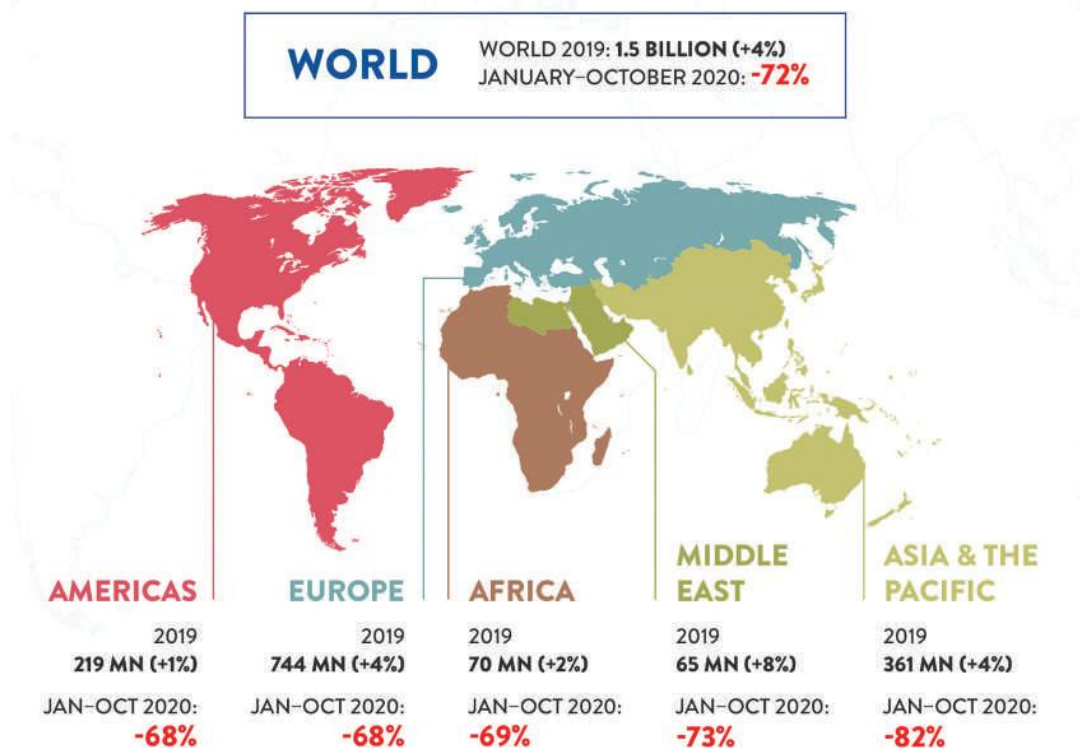 WORLD
WORLD 2019: 1.5 BILLION (+4%)
JANUARY–OCTOBER 2020: -72%
AMERICAS
2019
219 MN (+1%)
JAN–OCT 2020:
-68%
EUROPE
2019
744 MN (+4%)
JAN–OCT 2020:
-68%
AFRICA
2019
70 MN (+2%)
JAN–OCT 2020:
-69%
MIDDLE
EAST
2019
65 MN (+8%)
JAN–OCT 2020:
-73%
ASIA & THE
PACIFIC
2019
361 MN (+4%)
JAN–OCT 2020:
-82%